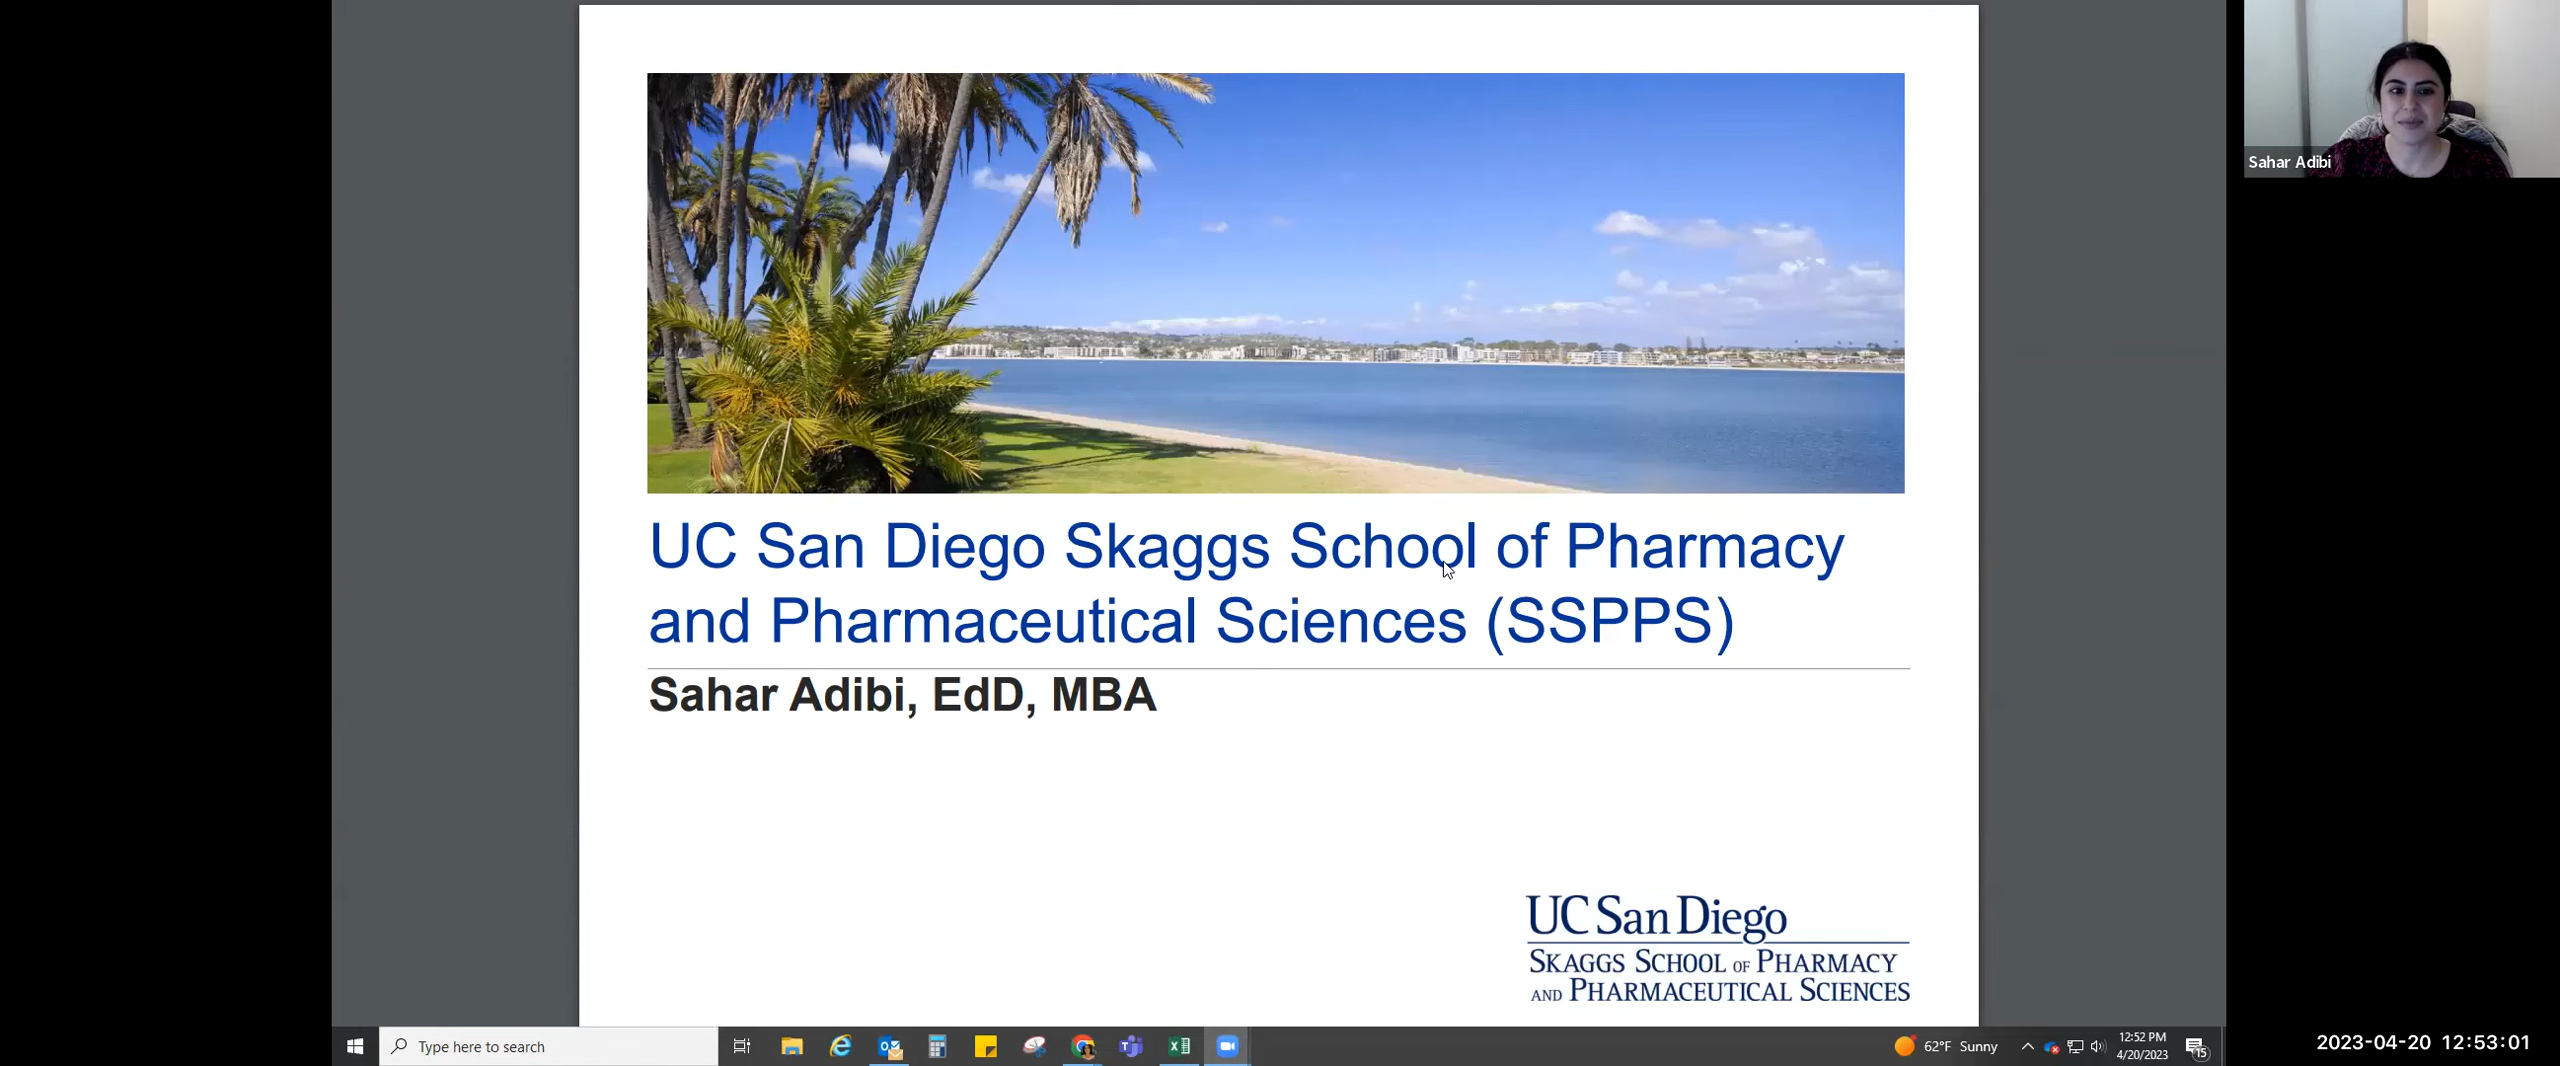 Sahar Adibi
UC San Diego Skaggs School of Pharmacy
and Pharmaceutical Sciences (SSPPS)
Sahar Adibi, EdD, MBA
UC San Diego
SKAGGS SCHOOL OF PHARMACY
AND PHARMACEUTICAL SCIENCES
Type here to search
62°F Sunny
12:52 PM
4/20/2023
15
2023-04-20 12:53:01